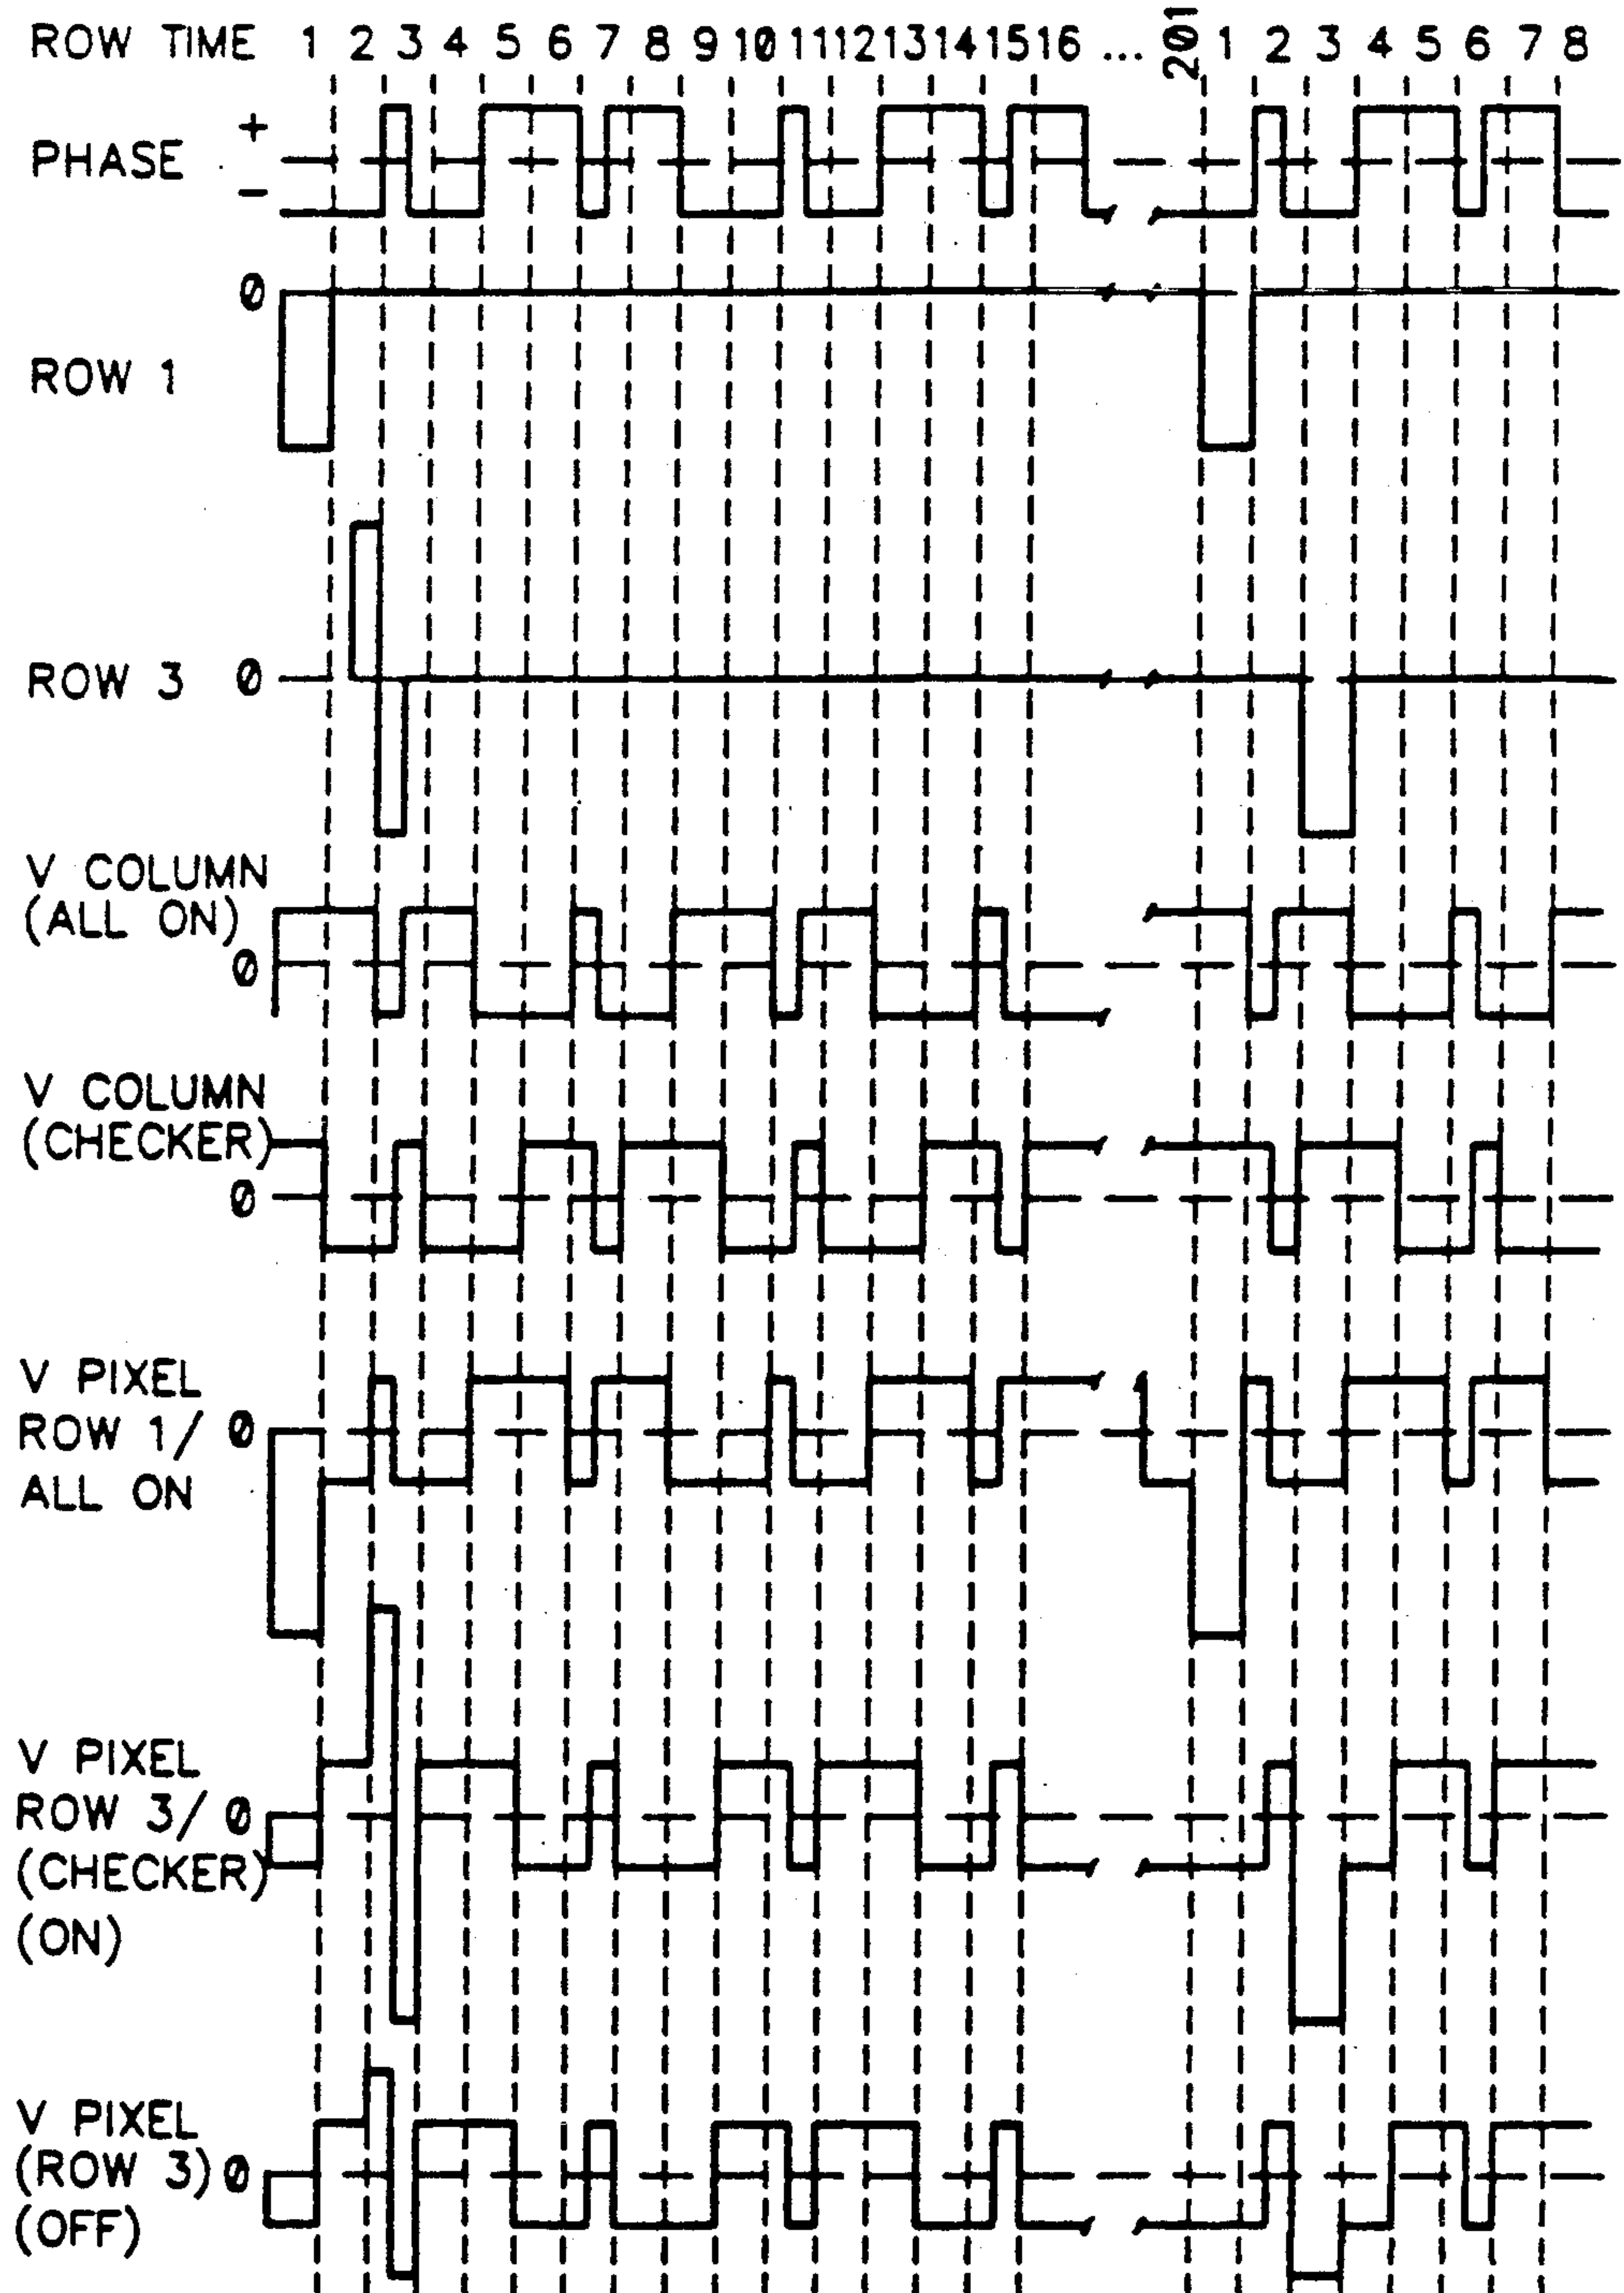 ROW TIME 1 2 3 4 5 6 7 8 9 10 11 12 13 14 15 16 ... 201 1 2 3 4 5 6 7 8
+
PHASE
−
0
ROW 1
ROW 3 0
V COLUMN
(ALL ON)
0
V COLUMN
(CHECKER)
0
V PIXEL
ROW 1/ 0
ALL ON
V PIXEL
ROW 3/ 0
(CHECKER)
(ON)
V PIXEL
(ROW 3) 0
(OFF)